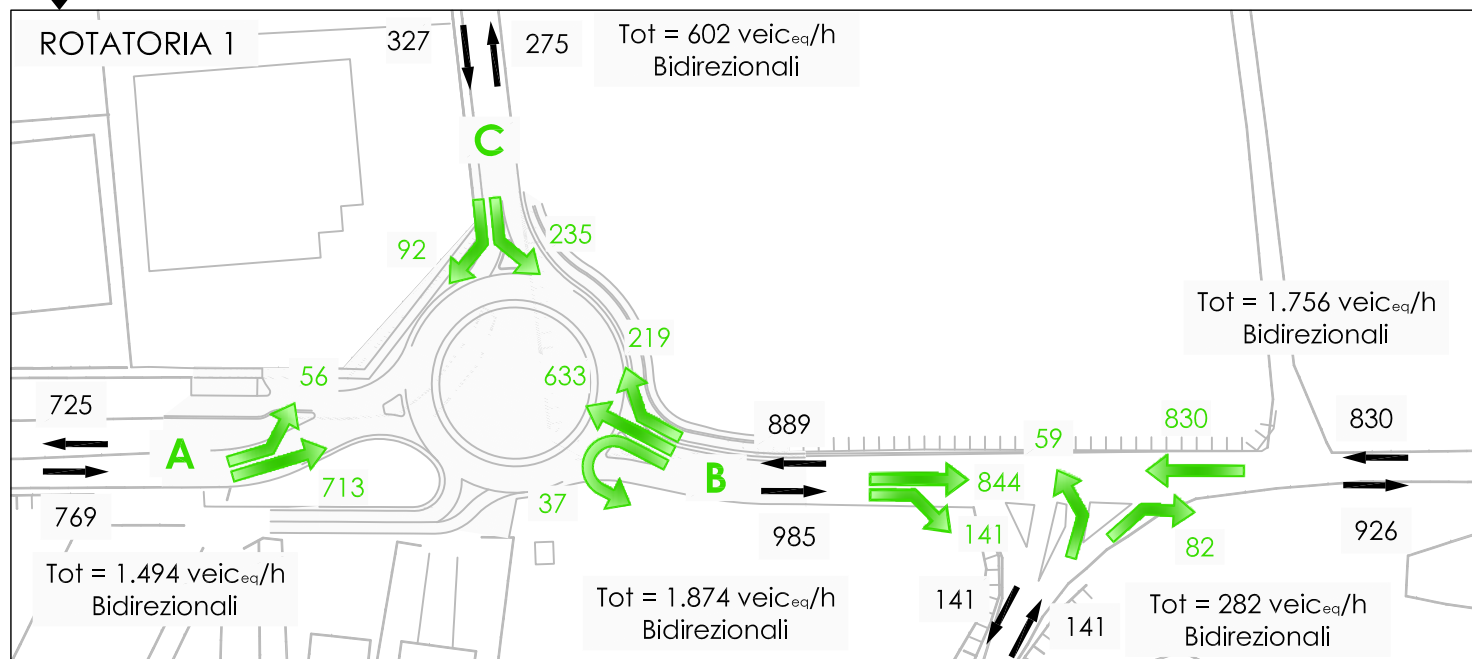 ROTATORIA 1
327
275
Tot = 602 veiceq/h
Bidirezionali
C
92
235
Tot = 1.756 veiceq/h
Bidirezionali
219
56
633
725
889
59
830
830
A
713
B
844
37
769
985
141
82
926
Tot = 1.494 veiceq/h
Bidirezionali
Tot = 1.874 veiceq/h
Bidirezionali
141
141
Tot = 282 veiceq/h
Bidirezionali